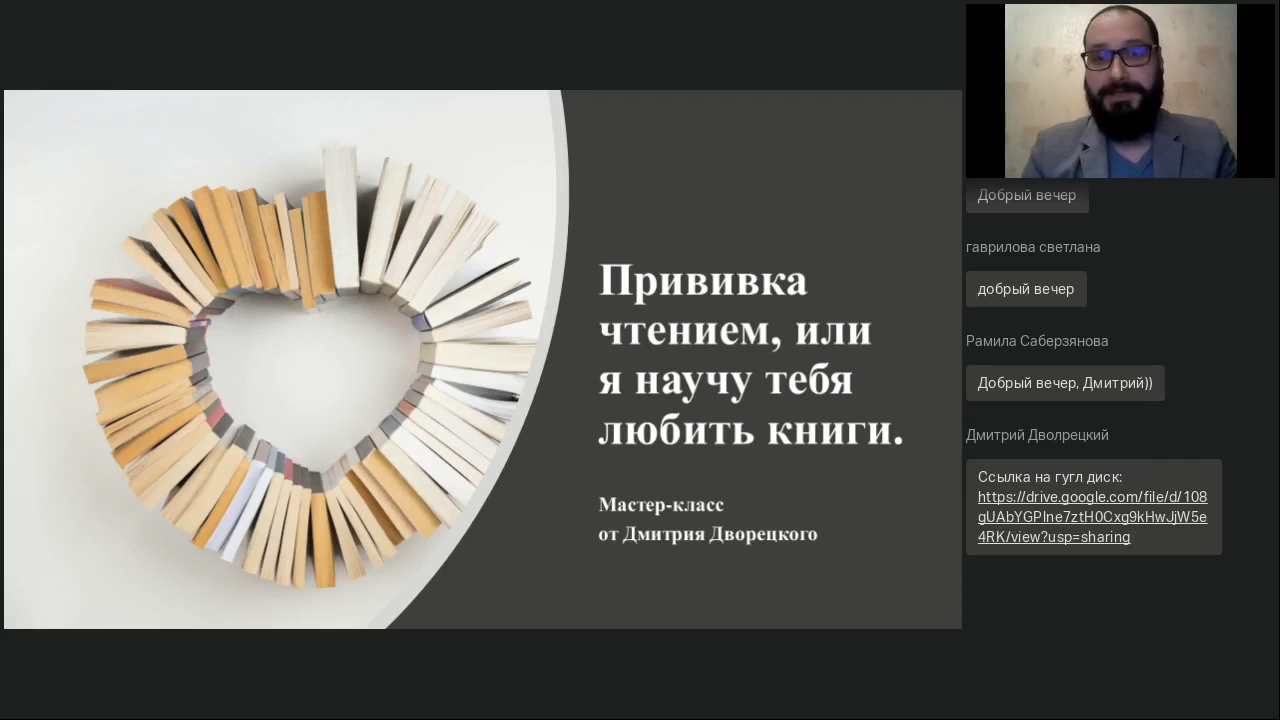 Прививка
чтением, или
я научу тебя
любить книги.
Мастер-класс
от Дмитрия Дворецкого
Добрый вечер
гаврилова светлана
добрый вечер
Рамила Саберзянова
Добрый вечер, Дмитрий))
Дмитрий Дволрецкий
Ссылка на гугл диск:
https://drive.google.com/file/d/108
gUAbYGPIne7ztH0Cxg9kHwJjW5e
4RK/view?usp=sharing